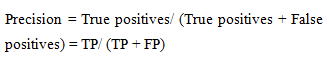 Precision = True positives/ (True positives + False
positives) = TP/ (TP + FP)